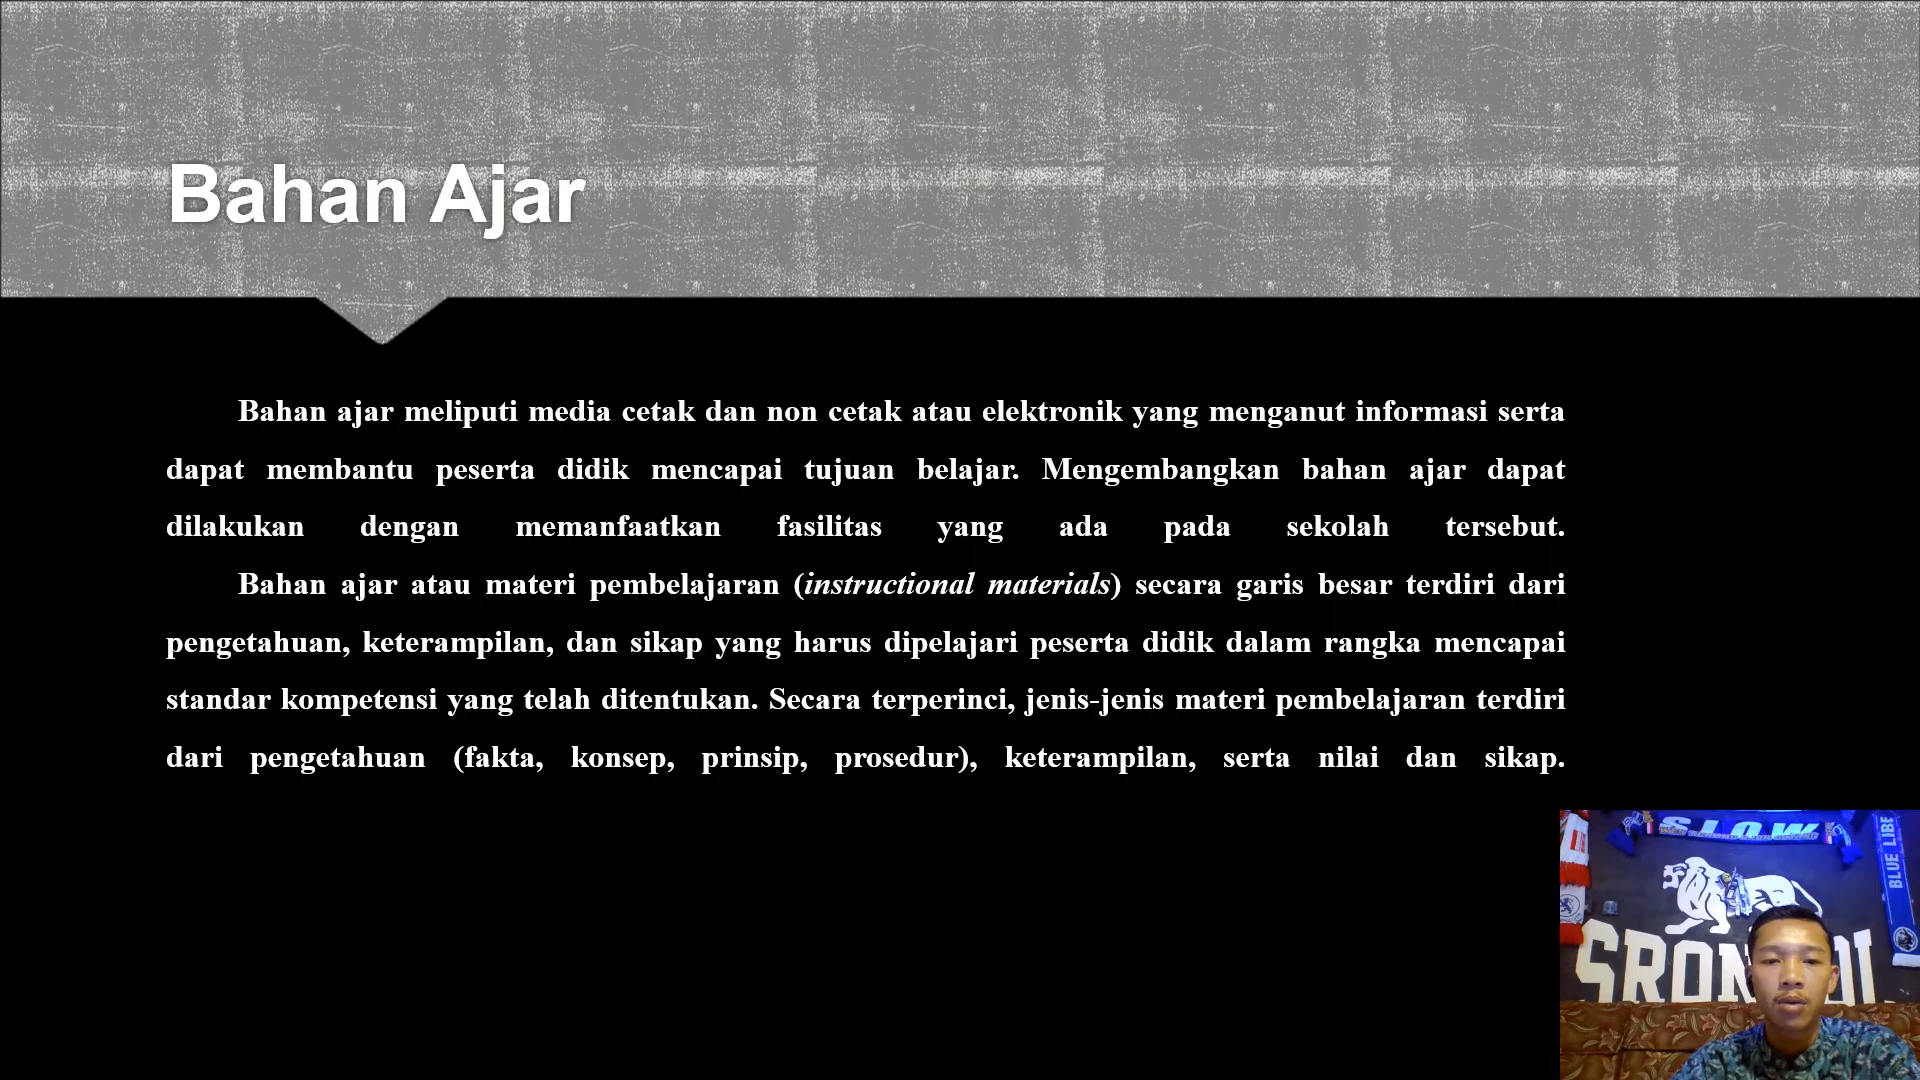 Bahan Ajar
Bahan ajar meliputi media cetak dan non cetak atau elektronik yang menganut informasi serta
dapat membantu peserta didik mencapai tujuan belajar. Mengembangkan bahan ajar dapat
dilakukan dengan memanfaatkan fasilitas yang ada pada sekolah tersebut.
Bahan ajar atau materi pembelajaran (instructional materials) secara garis besar terdiri dari
pengetahuan, keterampilan, dan sikap yang harus dipelajari peserta didik dalam rangka mencapai
standar kompetensi yang telah ditentukan. Secara terperinci, jenis-jenis materi pembelajaran terdiri
dari pengetahuan (fakta, konsep, prinsip, prosedur), keterampilan, serta nilai dan sikap.
BLUE LIBE